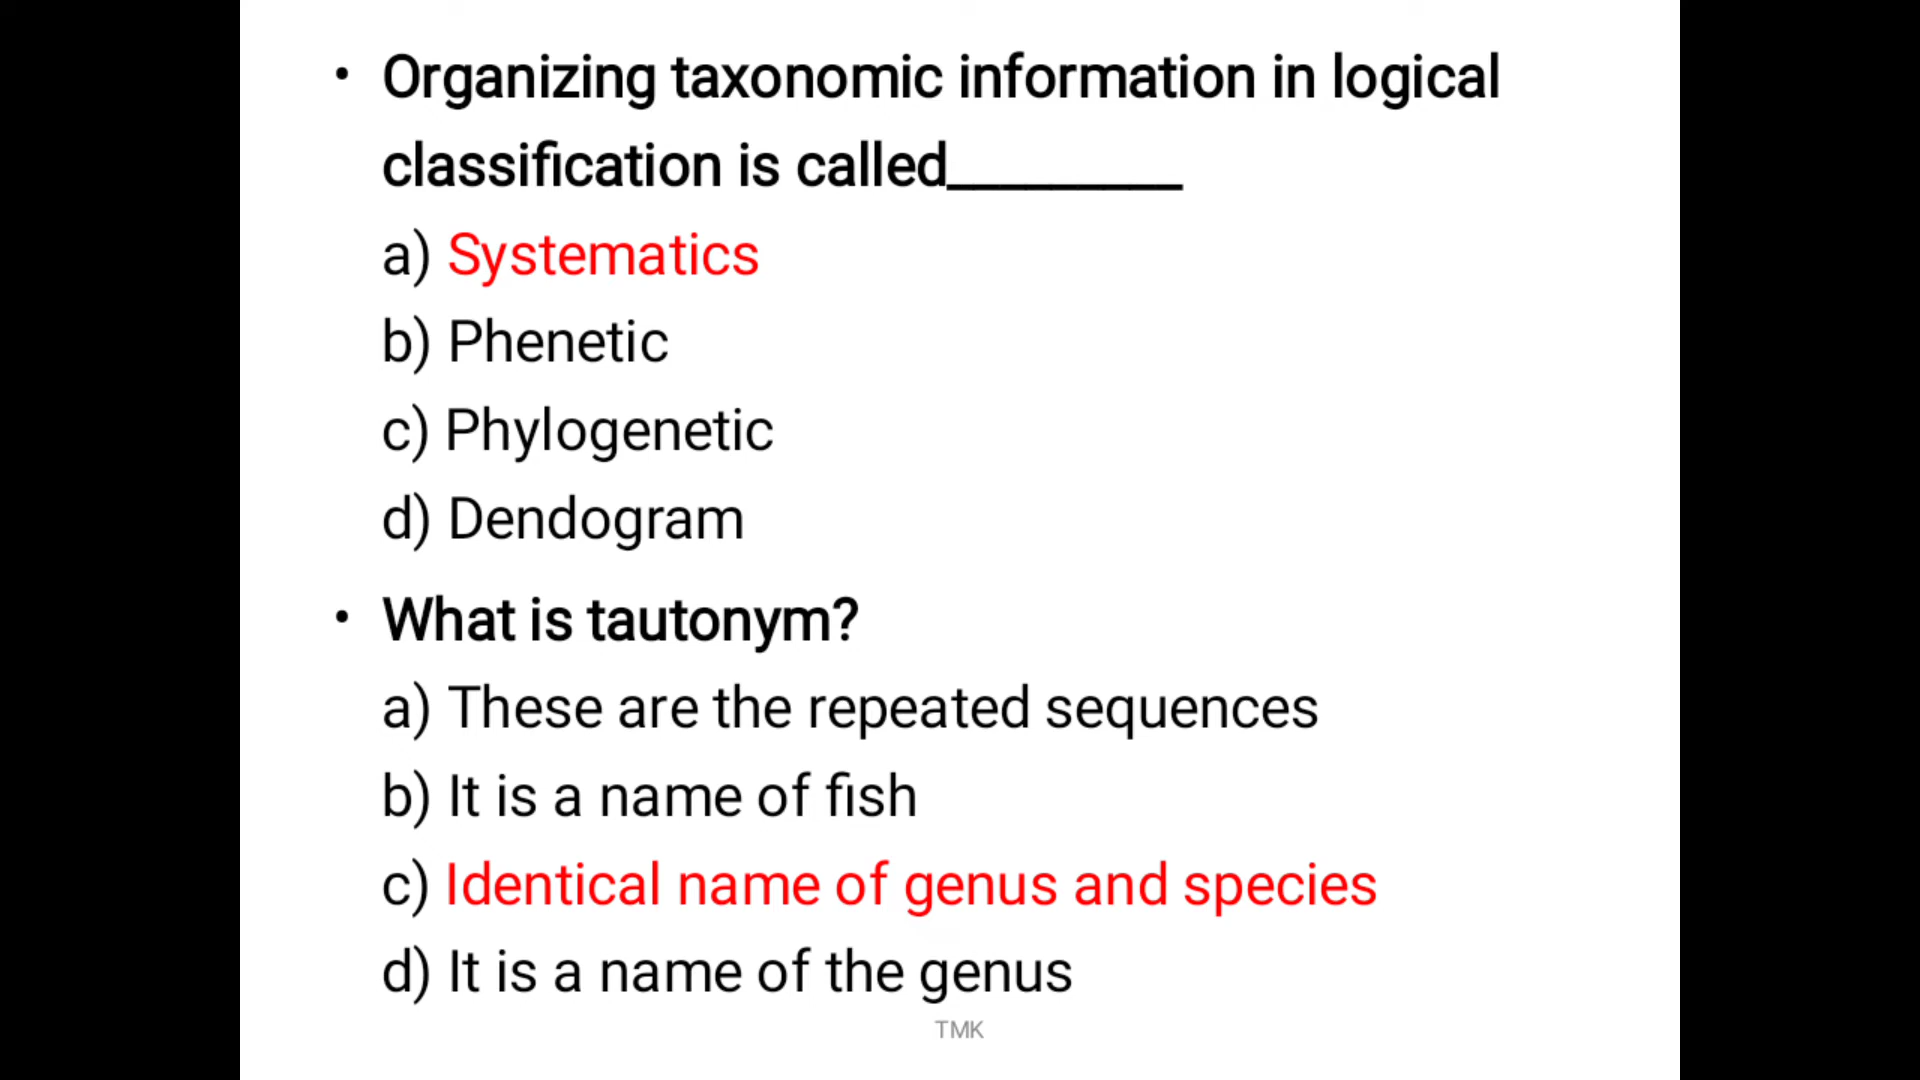 • Organizing taxonomic information in logical
classification is called_________
a) Systematics
b) Phenetic
c) Phylogenetic
d) Dendogram
• What is tautonym?
a) These are the repeated sequences
b) It is a name of fish
c) Identical name of genus and species
d) It is a name of the genus
TMK